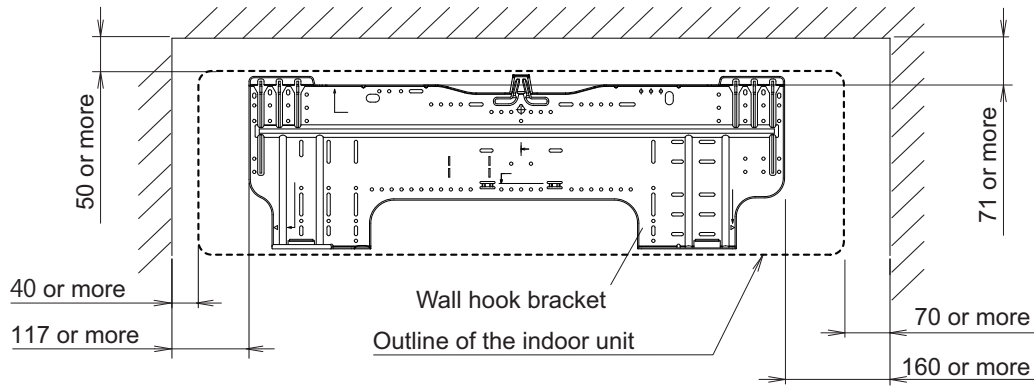 50 or more
71 or more
40 or more
117 or more
Wall hook bracket
Outline of the indoor unit
70 or more
160 or more